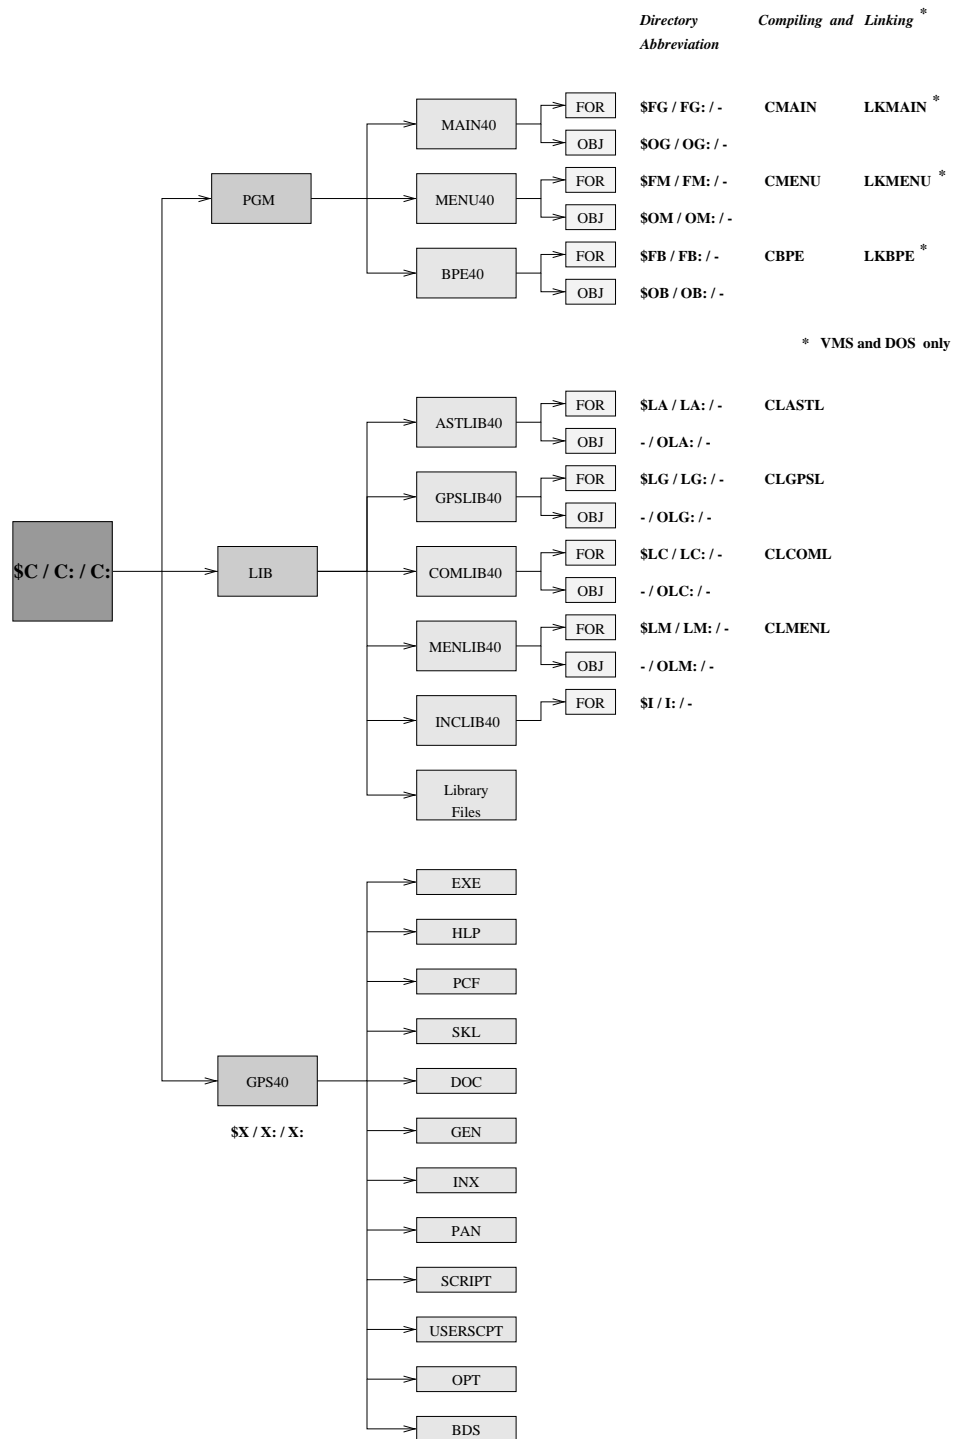 Directory Compiling and Linking *
Abbreviation
MAIN40 FOR $FG / FG: / - CMAIN LKMAIN *
OBJ $OG / OG: / -
PGM MENU40 FOR $FM / FM: / - CMENU LKMENU *
OBJ $OM / OM: / -
BPE40 FOR $FB / FB: / - CBPE LKBPE *
OBJ $OB / OB: / -
* VMS and DOS only
ASTLIB40 FOR $LA / LA: / - CLASTL
OBJ - / OLA: / -
GPSLIB40 FOR $LG / LG: / - CLGPSL
OBJ - / OLG: / -
$C / C: / C: LIB COMLIB40 FOR $LC / LC: / - CLCOML
OBJ - / OLC: / -
MENLIB40 FOR $LM / LM: / - CLMENL
OBJ - / OLM: / -
INCLIB40 FOR $I / I: / -
Library
Files
EXE
HLP
PCF
SKL
GPS40 DOC
$X / X: / X: GEN
INX
PAN
SCRIPT
USERSCPT
OPT
BDS